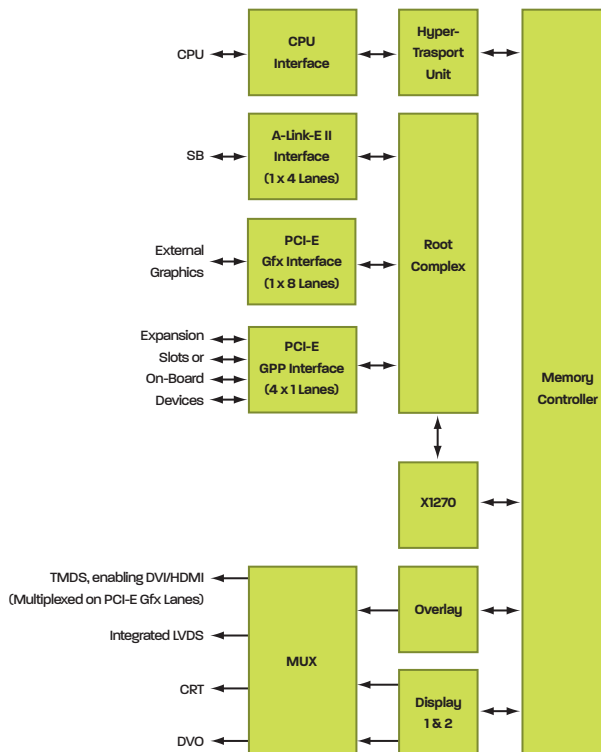 CPU
CPU
Interface
Hyper-
Trasport
Unit
SB
A-Link-E II
Interface
(1 x 4 Lanes)
External
Graphics
PCI-E
Gfx Interface
(1 x 8 Lanes)
Root
Complex
Expansion
Slots or
On-Board
Devices
PCI-E
GPP Interface
(4 x 1 Lanes)
Memory
Controller
X1270
TMDS, enabling DVI/HDMI
(Multiplexed on PCI-E Gfx Lanes)
Integrated LVDS
CRT
DVO
MUX
Overlay
Display
1 & 2